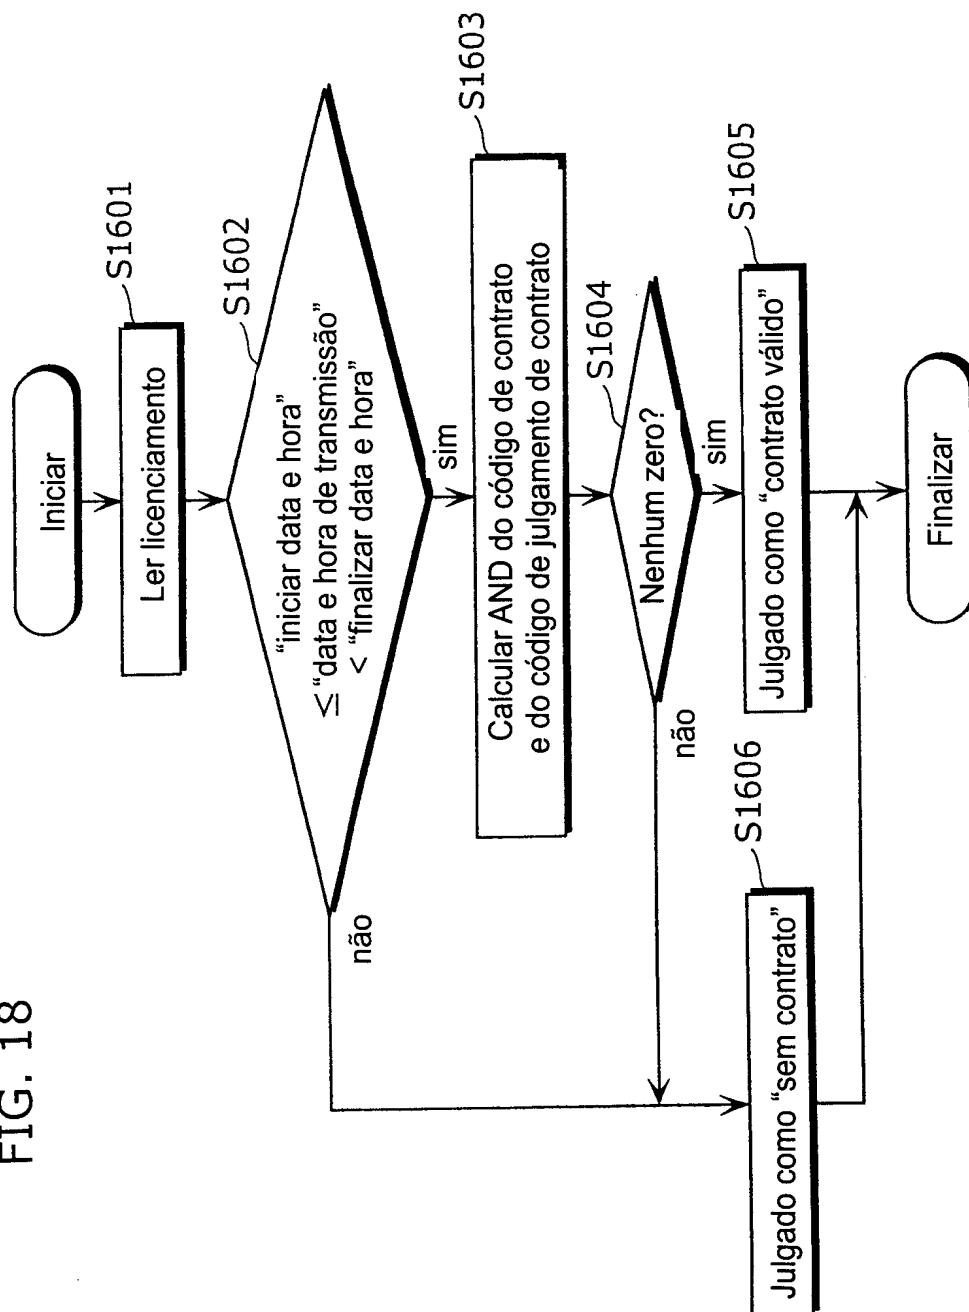 FIG. 18
Iniciar
S1601
Ler licenciamento
S1602
“iniciar data e hora”
≤“data e hora de transmissão”
< “finalizar data e hora”
não
sim
S1603
Calcular AND do código de contrato
e do código de julgamento de contrato
S1604
Nenhum zero?
não
sim
S1605
Julgado como “contrato válido”
S1606
Julgado como “sem contrato”
Finalizar